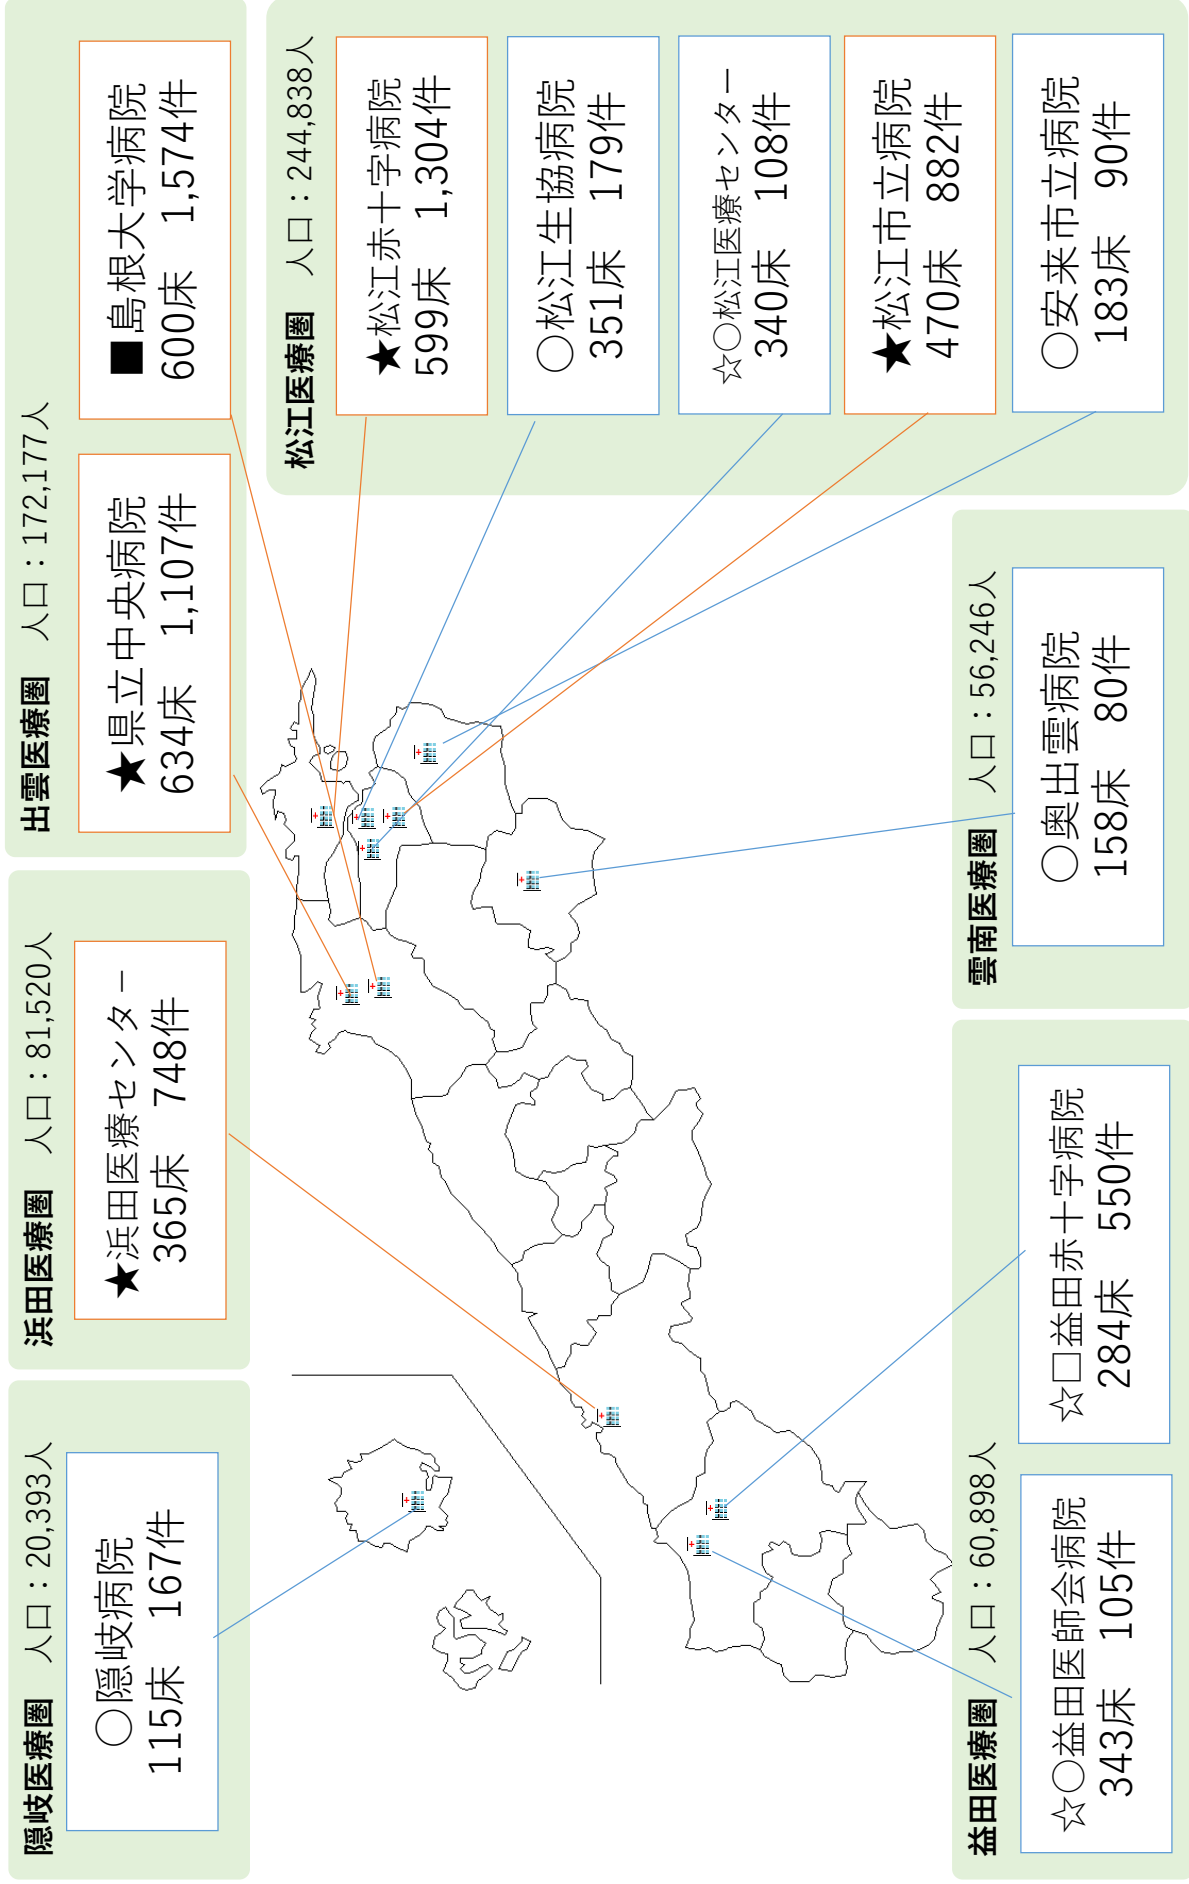 隠岐医療圏 人口：20,393人
○隠岐病院
115床 167件
浜田医療圏 人口：81,520人
★浜田医療センター
365床 748件
出雲医療圏 人口：172,177人
★県立中央病院
634床 1,107件
■島根大学病院
600床 1,574件
松江医療圏 人口：244,838人
★松江赤十字病院
599床 1,304件
○松江生協病院
351床 179件
☆○松江医療センター
340床 108件
★松江市立病院
470床 882件
○安来市立病院
183床 90件
益田医療圏 人口：60,898人
☆○益田医師会病院
343床 105件
☆□益田赤十字病院
284床 550件
雲南医療圏 人口：56,246人
○奥出雲病院
158床 80件